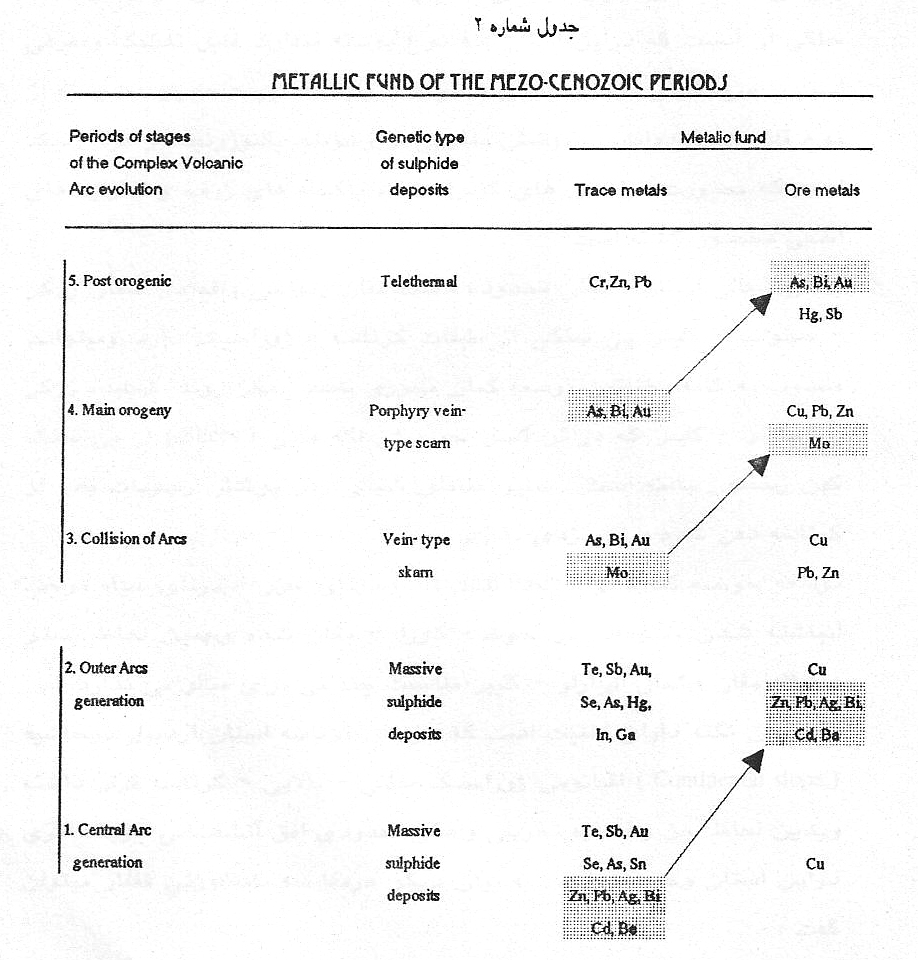 جدول شماره ۲
METALLIC FUND OF THE MEZO-CENOZOIC PERIODS
Periods of stages
of the Complex Volcanic
Arc evolution
Genetic type
of sulphide
deposits
Metalic fund
Trace metals
Ore metals
5. Post orogenic
Telethermal
Cr,Zn, Pb
As, Bi, Au
Hg, Sb
4. Main orogeny
Porphyry vein-
type scarn
As, Bi, Au
Cu, Pb, Zn
Mo
3. Collision of Arcs
Vein- type
skarn
As, Bi, Au
Mo
Cu
Pb, Zn
2. Outer Arcs
generation
Massive
sulphide
deposits
Te, Sb, Au,
Se, As, Hg,
In, Ga
Cu
Zn, Pb, Ag, Bi,
Cd, Ba
1. Central Arc
generation
Massive
sulphide
deposits
Te, Sb, Au
Se, As, Sn
Zn, Pb, Ag, Bi
Cd, Be
Cu